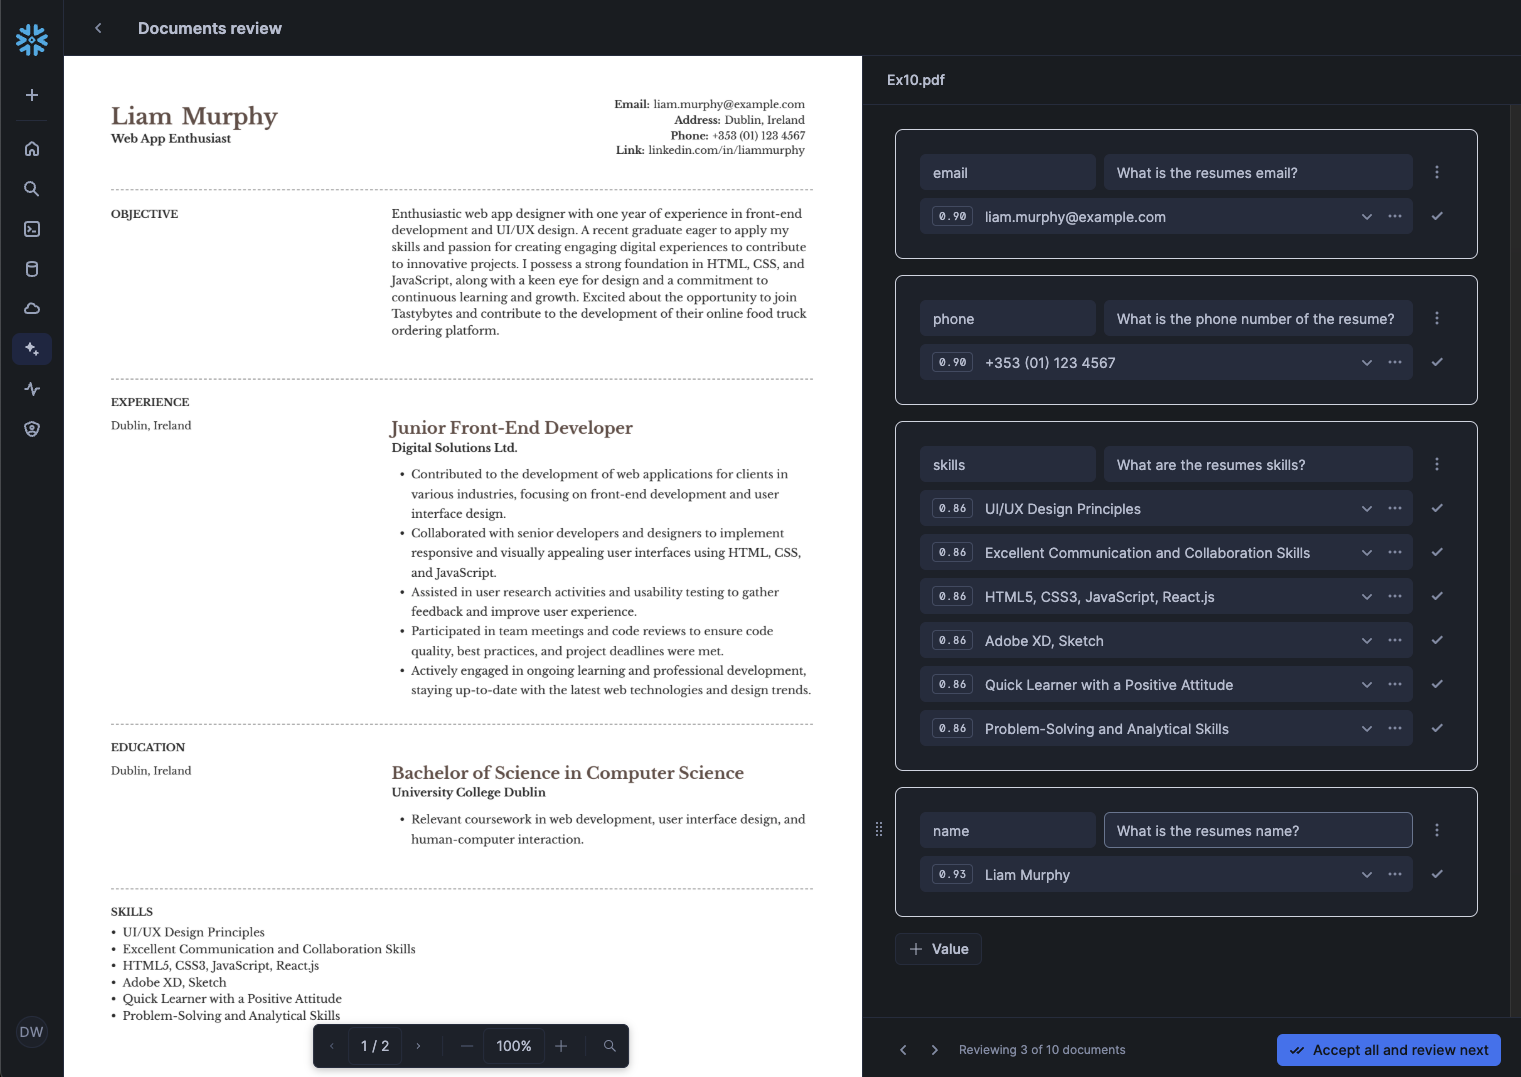 Documents review
Liam Murphy
Web App Enthusiast
Email: liam.murphy@example.com
Address: Dublin, Ireland
Phone: +353 (01) 123 4567
Link: linkedin.com/in/liammurphy
OBJECTIVE
Enthusiastic web app designer with one year of experience in front-end
development and UI/UX design. A recent graduate eager to apply my
skills and passion for creating engaging digital experiences to contribute
to innovative projects. I possess a strong foundation in HTML, CSS, and
JavaScript, along with a keen eye for design and a commitment to
continuous learning and growth. Excited about the opportunity to join
Tastybytes and contribute to the development of their online food truck
ordering platform.
EXPERIENCE
Dublin, Ireland
Junior Front-End Developer
Digital Solutions Ltd.
• Contributed to the development of web applications for clients in
various industries, focusing on front-end development and user
interface design.
• Collaborated with senior developers and designers to implement
responsive and visually appealing user interfaces using HTML, CSS,
and JavaScript.
• Assisted in user research activities and usability testing to gather
feedback and improve user experience.
• Participated in team meetings and code reviews to ensure code
quality, best practices, and project deadlines were met.
• Actively engaged in ongoing learning and professional development,
staying up-to-date with the latest web technologies and design trends.
EDUCATION
Dublin, Ireland
Bachelor of Science in Computer Science
University College Dublin
• Relevant coursework in web development, user interface design, and
human-computer interaction.
SKILLS
• UI/UX Design Principles
• Excellent Communication and Collaboration Skills
• HTML5, CSS3, JavaScript, React.js
• Adobe XD, Sketch
• Quick Learner with a Positive Attitude
• Problem-Solving and Analytical Skills
1 / 2
100%
DW
Ex10.pdf
email What is the resumes email?
0.90 liam.murphy@example.com
phone What is the phone number of the resume?
0.90 +353 (01) 123 4567
skills What are the resumes skills?
0.86 UI/UX Design Principles
0.86 Excellent Communication and Collaboration Skills
0.86 HTML5, CSS3, JavaScript, React.js
0.86 Adobe XD, Sketch
0.86 Quick Learner with a Positive Attitude
0.86 Problem-Solving and Analytical Skills
name What is the resumes name?
0.93 Liam Murphy
Value
Reviewing 3 of 10 documents
Accept all and review next